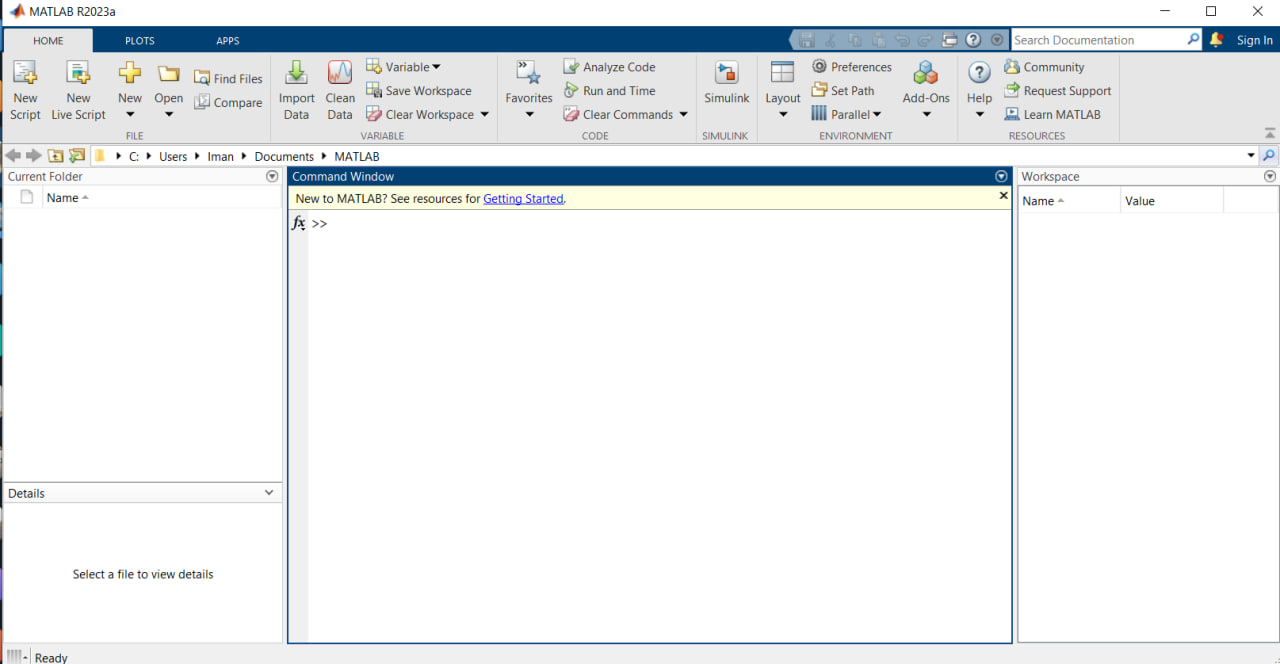 MATLAB R2023a
HOME PLOTS APPS
Search Documentation
Sign In
New Script
New Live Script
New
Open
Find Files
Compare
FILE
Import Data
Clean Data
Variable
Save Workspace
Clear Workspace
VARIABLE
Favorites
Analyze Code
Run and Time
Clear Commands
CODE
Simulink
SIMULINK
Layout
Preferences
Set Path
Parallel
Add-Ons
ENVIRONMENT
Help
Community
Request Support
Learn MATLAB
RESOURCES
C: Users Iman Documents MATLAB
Current Folder
Name
Details
Select a file to view details
Command Window
New to MATLAB? See resources for Getting Started.
fx >>
Workspace
Name Value
Ready